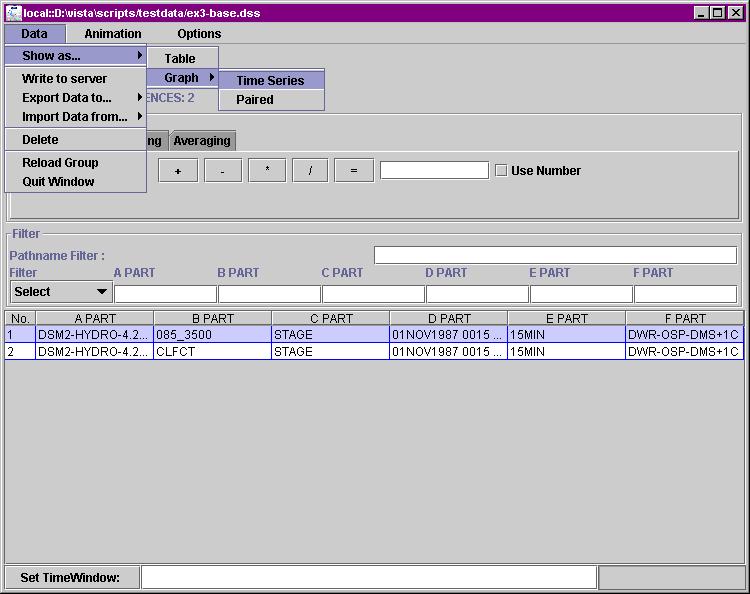 local::D:\vista\scripts/testdata/ex3-base.dss
Data Animation Options
Show as...
Table
Write to server
Graph
Time Series
Export Data to...
ENCES: 2
Paired
Import Data from...
Delete
ng Averaging
Reload Group
+ - * / = Use Number
Quit Window
Filter
Pathname Filter :
Filter A PART B PART C PART D PART E PART F PART
Select
No. A PART B PART C PART D PART E PART F PART
1 DSM2-HYDRO-4.2... 085_3500 STAGE 01NOV1987 0015 ... 15MIN DWR-OSP-DMS+1C
2 DSM2-HYDRO-4.2... CLFCT STAGE 01NOV1987 0015 ... 15MIN DWR-OSP-DMS+1C
Set TimeWindow: